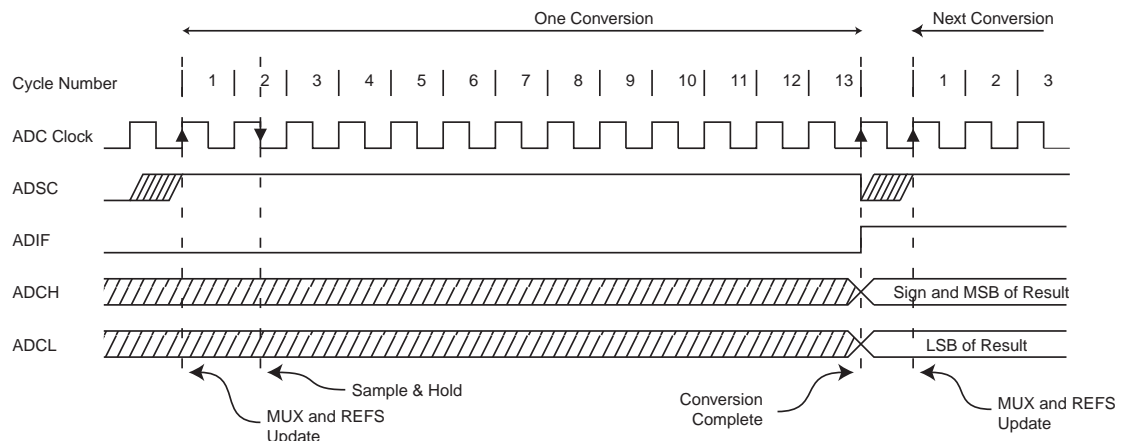 One Conversion Next Conversion
Cycle Number 1 2 3 4 5 6 7 8 9 10 11 12 13 1 2 3
ADC Clock
ADSC
ADIF
ADCH Sign and MSB of Result
ADCL LSB of Result
Sample & Hold
MUX and REFS
Update
Conversion
Complete
MUX and REFS
Update